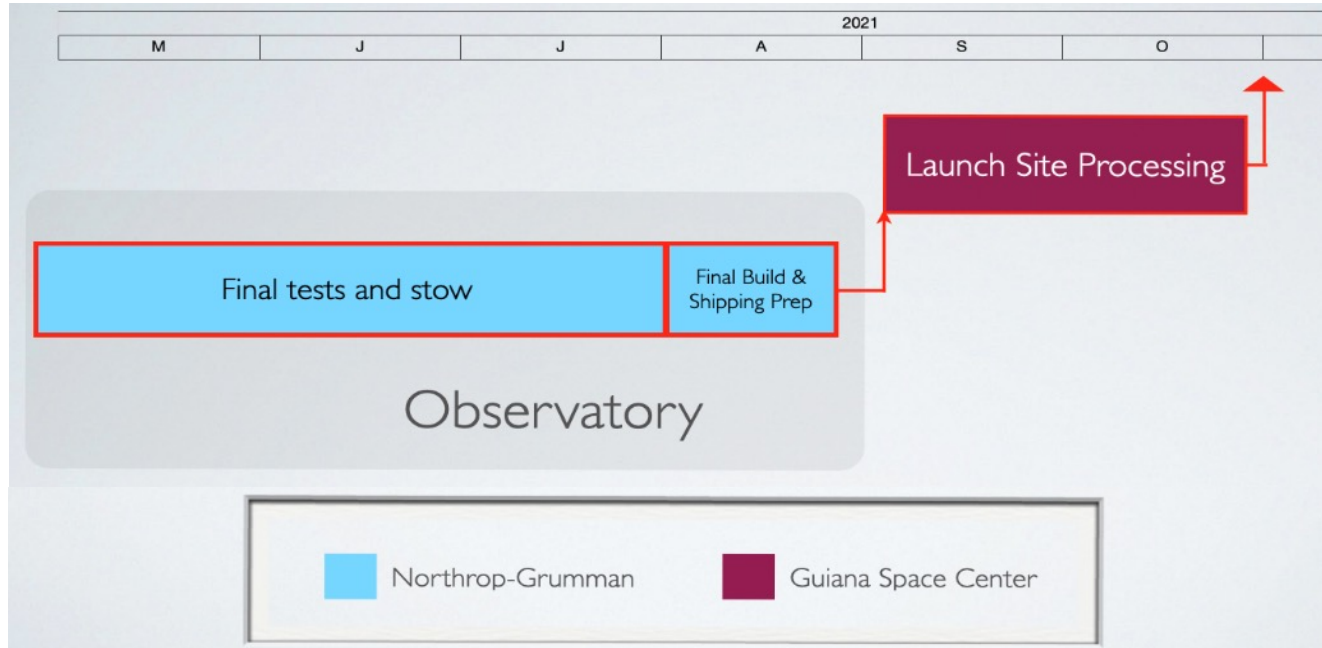 2021
M J J A S O
Launch Site Processing
Final tests and stow
Final Build &
Shipping Prep
Observatory
Northrop-Grumman
Guiana Space Center